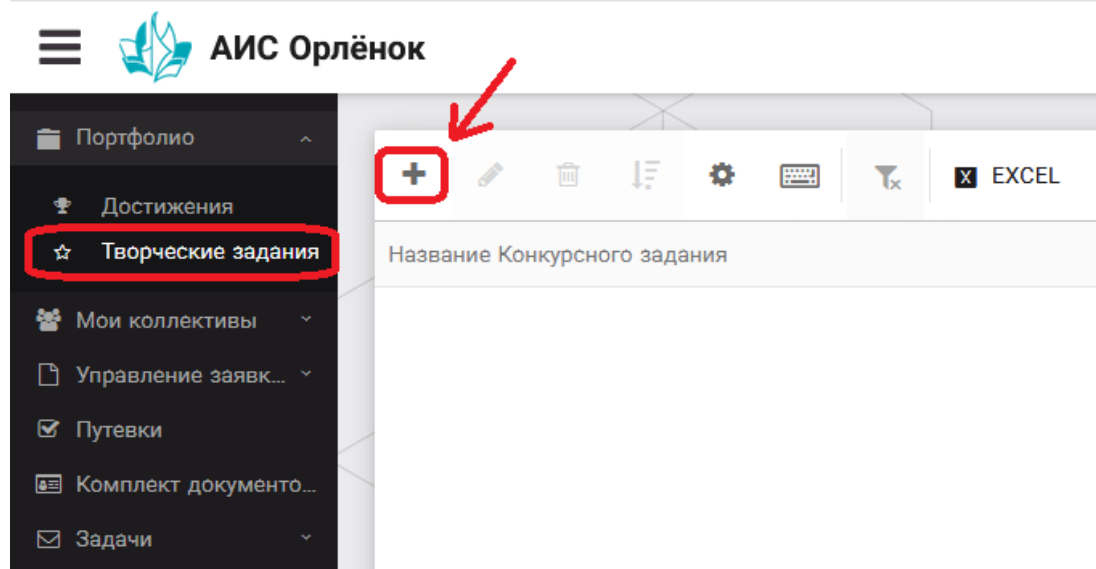 АИС Орлёнок
Портфолио
Достижения
Творческие задания
Мои коллективы
Управление заявк...
Путевки
Комплект документо...
Задачи
X EXCEL
Название Конкурсного задания